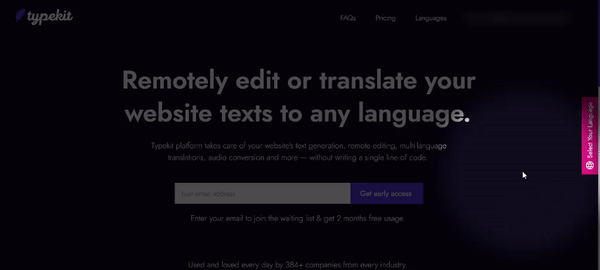 typekit
FAQs
Pricing
Languages
Remotely edit or translate your
website texts to any language.
Typekit platform takes care of your website's text generation, remote editing, multi-language
translations, audio conversion and more — without writing a single line of code.
Your email address
Get early access
Enter your email to join the waiting list & get 2 months free usage.
Used and loved every day by 384+ companies from every industry.
Select Your Language